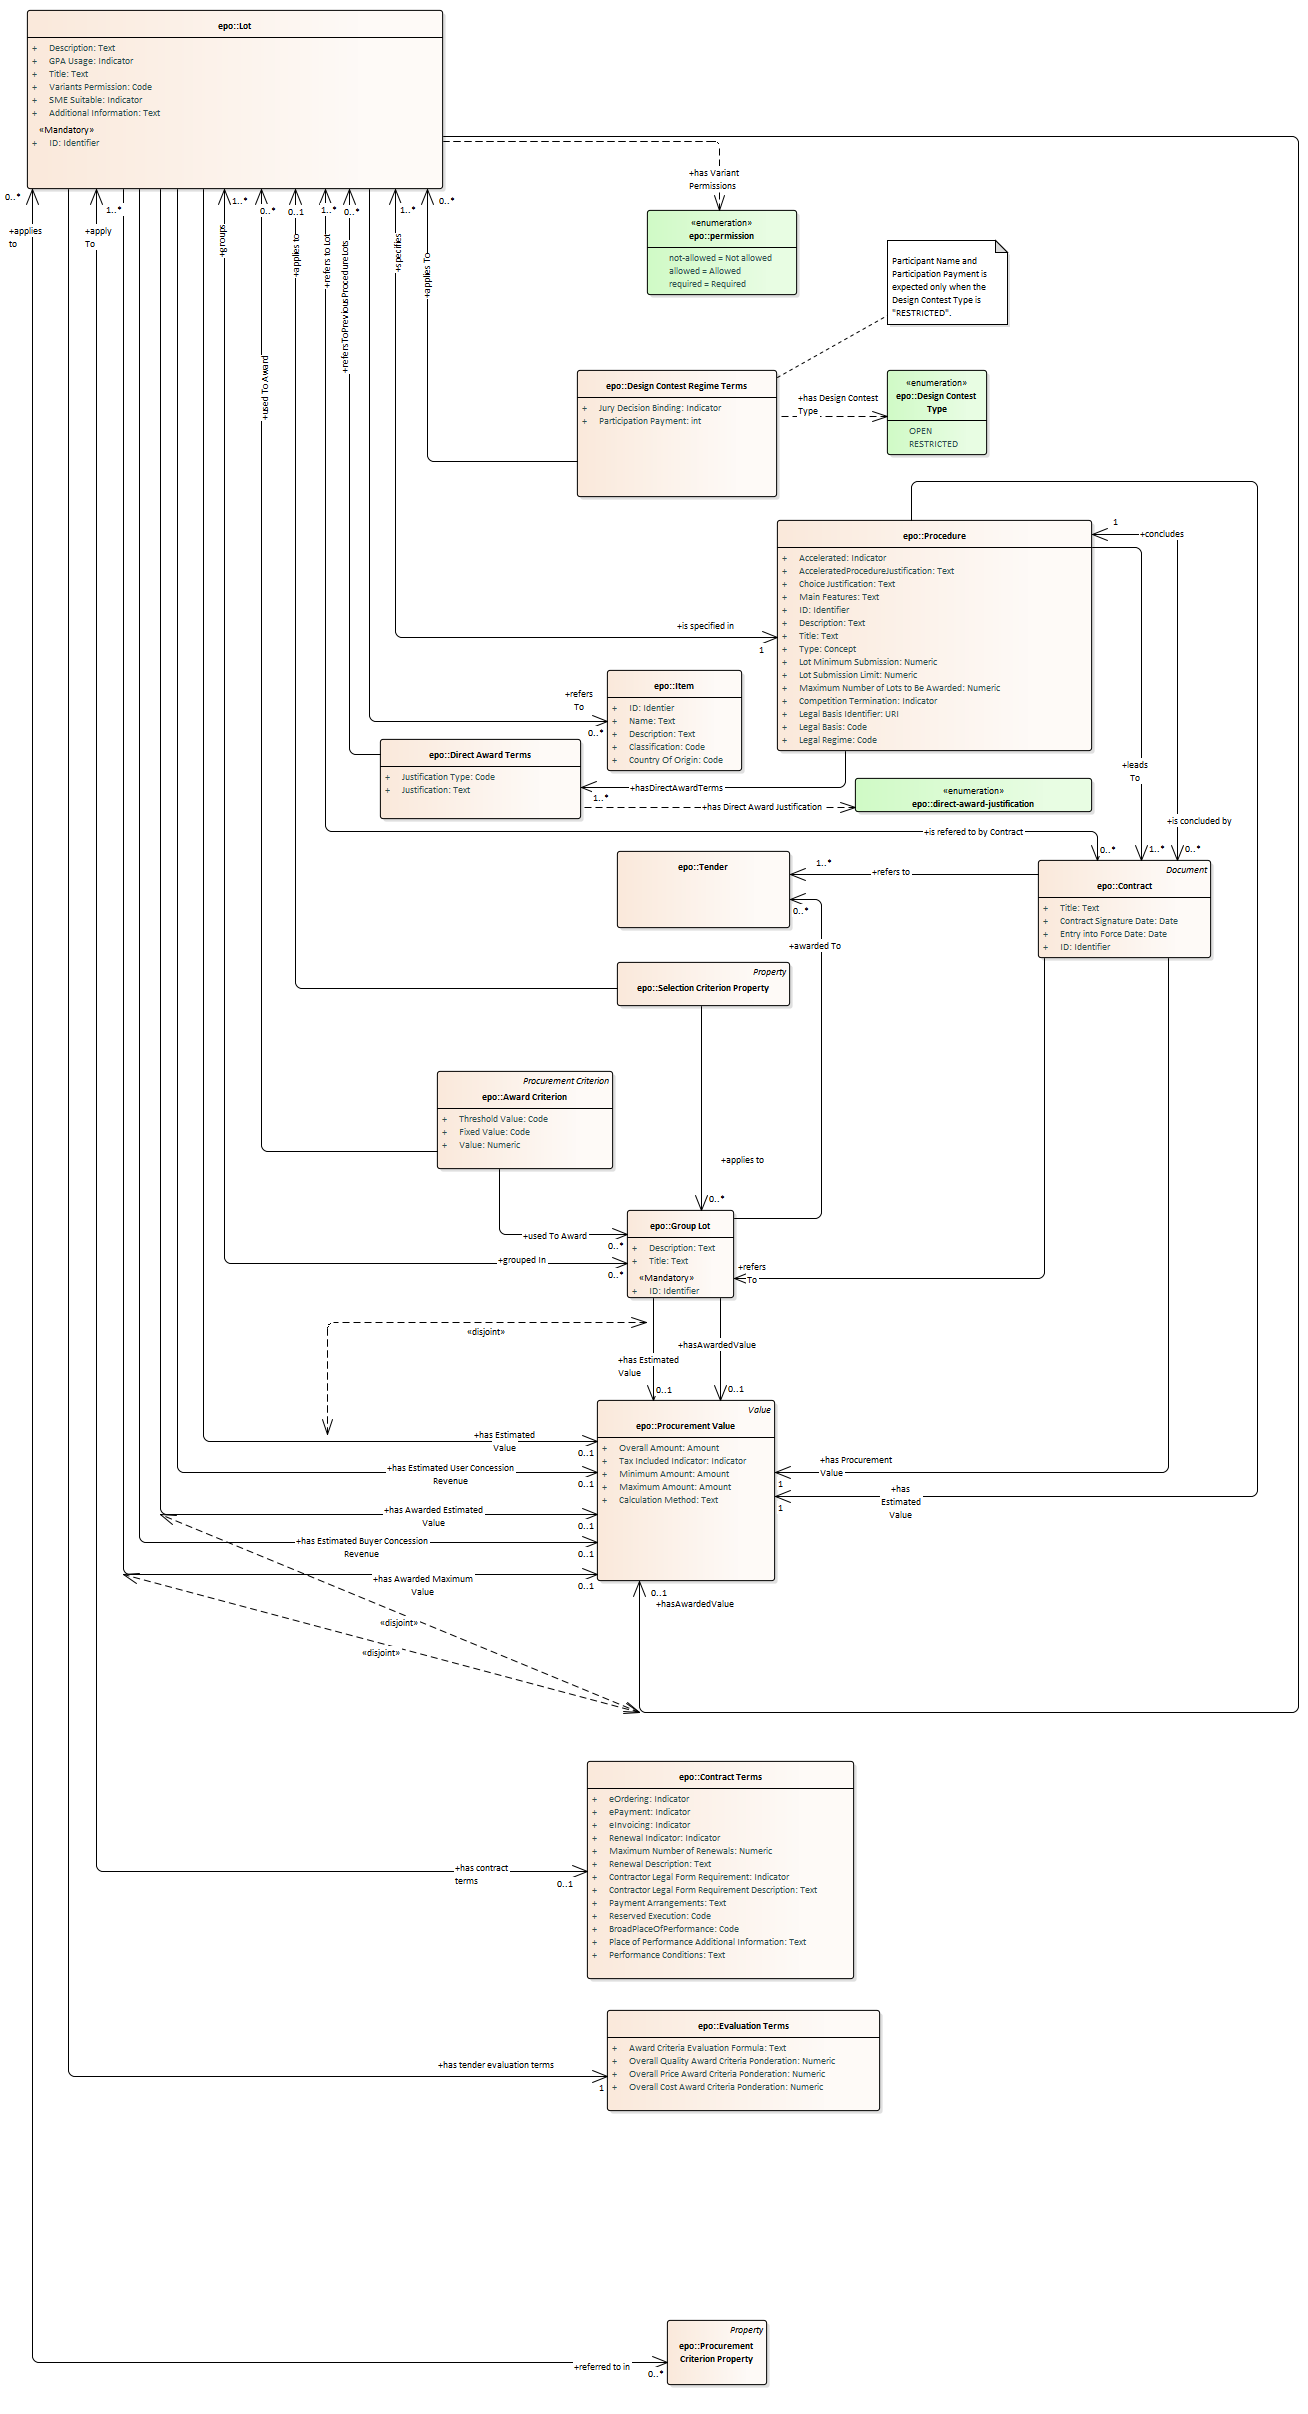 epo::Lot
+ Description: Text
+ GPA Usage: Indicator
+ Title: Text
+ Variants Permission: Code
+ SME Suitable: Indicator
+ Additional Information: Text
«Mandatory»
+ ID: Identifier
0..*
+applies
to
1..*
+apply
To
1..*
+groups
0..*
+used To Award
0..1
+applies to
1..*
+refers to Lot
0..*
+refersToPreviousProcedureLots
1..*
+specifies
0..*
+applies To
+has Variant
Permissions
«enumeration»
epo::permission
not-allowed = Not allowed
allowed = Allowed
required = Required
Participant Name and
Participation Payment is
expected only when the
Design Contest Type is
"RESTRICTED".
epo::Design Contest Regime Terms
+ Jury Decision Binding: Indicator
+ Participation Payment: int
+has Design Contest
Type
«enumeration»
epo::Design Contest
Type
OPEN
RESTRICTED
epo::Procedure
+ Accelerated: Indicator
+ AcceleratedProcedureJustification: Text
+ Choice Justification: Text
+ Main Features: Text
+ ID: Identifier
+ Description: Text
+ Title: Text
+ Type: Concept
+ Lot Minimum Submission: Numeric
+ Lot Submission Limit: Numeric
+ Maximum Number of Lots to Be Awarded: Numeric
+ Competition Termination: Indicator
+ Legal Basis Identifier: URI
+ Legal Basis: Code
+ Legal Regime: Code
1
+concludes
+is specified in
1
epo::Item
+ ID: Identier
+ Name: Text
+ Description: Text
+ Classification: Code
+ Country Of Origin: Code
+refers
To
0..*
epo::Direct Award Terms
+ Justification Type: Code
+ Justification: Text
+hasDirectAwardTerms
1..*
+has Direct Award Justification
«enumeration»
epo::direct-award-justification
+leads
To
1..*
+is concluded by
0..*
+is refered to by Contract
0..*
epo::Tender
1..*
+refers to
0..*
+awarded To
Document
epo::Contract
+ Title: Text
+ Contract Signature Date: Date
+ Entry into Force Date: Date
+ ID: Identifier
Property
epo::Selection Criterion Property
Procurement Criterion
epo::Award Criterion
+ Threshold Value: Code
+ Fixed Value: Code
+ Value: Numeric
+applies to
0..*
+used To Award
0..*
+grouped In
0..*
epo::Group Lot
+ Description: Text
+ Title: Text
«Mandatory»
+ ID: Identifier
+refers
To
«disjoint»
+has Estimated
Value
0..1
+hasAwardedValue
0..1
Value
epo::Procurement Value
+ Overall Amount: Amount
+ Tax Included Indicator: Indicator
+ Minimum Amount: Amount
+ Maximum Amount: Amount
+ Calculation Method: Text
+has Estimated
Value
0..1
+has Estimated User Concession
Revenue
0..1
+has Awarded Estimated
Value
0..1
+has Estimated Buyer Concession
Revenue
0..1
+has Awarded Maximum
Value
0..1
+has Procurement
Value
1
+has
Estimated
Value
1
0..1
+hasAwardedValue
«disjoint»
«disjoint»
epo::Contract Terms
+ eOrdering: Indicator
+ ePayment: Indicator
+ eInvoicing: Indicator
+ Renewal Indicator: Indicator
+ Maximum Number of Renewals: Numeric
+ Renewal Description: Text
+ Contractor Legal Form Requirement: Indicator
+ Contractor Legal Form Requirement Description: Text
+ Payment Arrangements: Text
+ Reserved Execution: Code
+ BroadPlaceOfPerformance: Code
+ Place of Performance Additional Information: Text
+ Performance Conditions: Text
+has contract
terms
0..1
epo::Evaluation Terms
+ Award Criteria Evaluation Formula: Text
+ Overall Quality Award Criteria Ponderation: Numeric
+ Overall Price Award Criteria Ponderation: Numeric
+ Overall Cost Award Criteria Ponderation: Numeric
+has tender evaluation terms
1
Property
epo::Procurement
Criterion Property
+referred to in
0..*